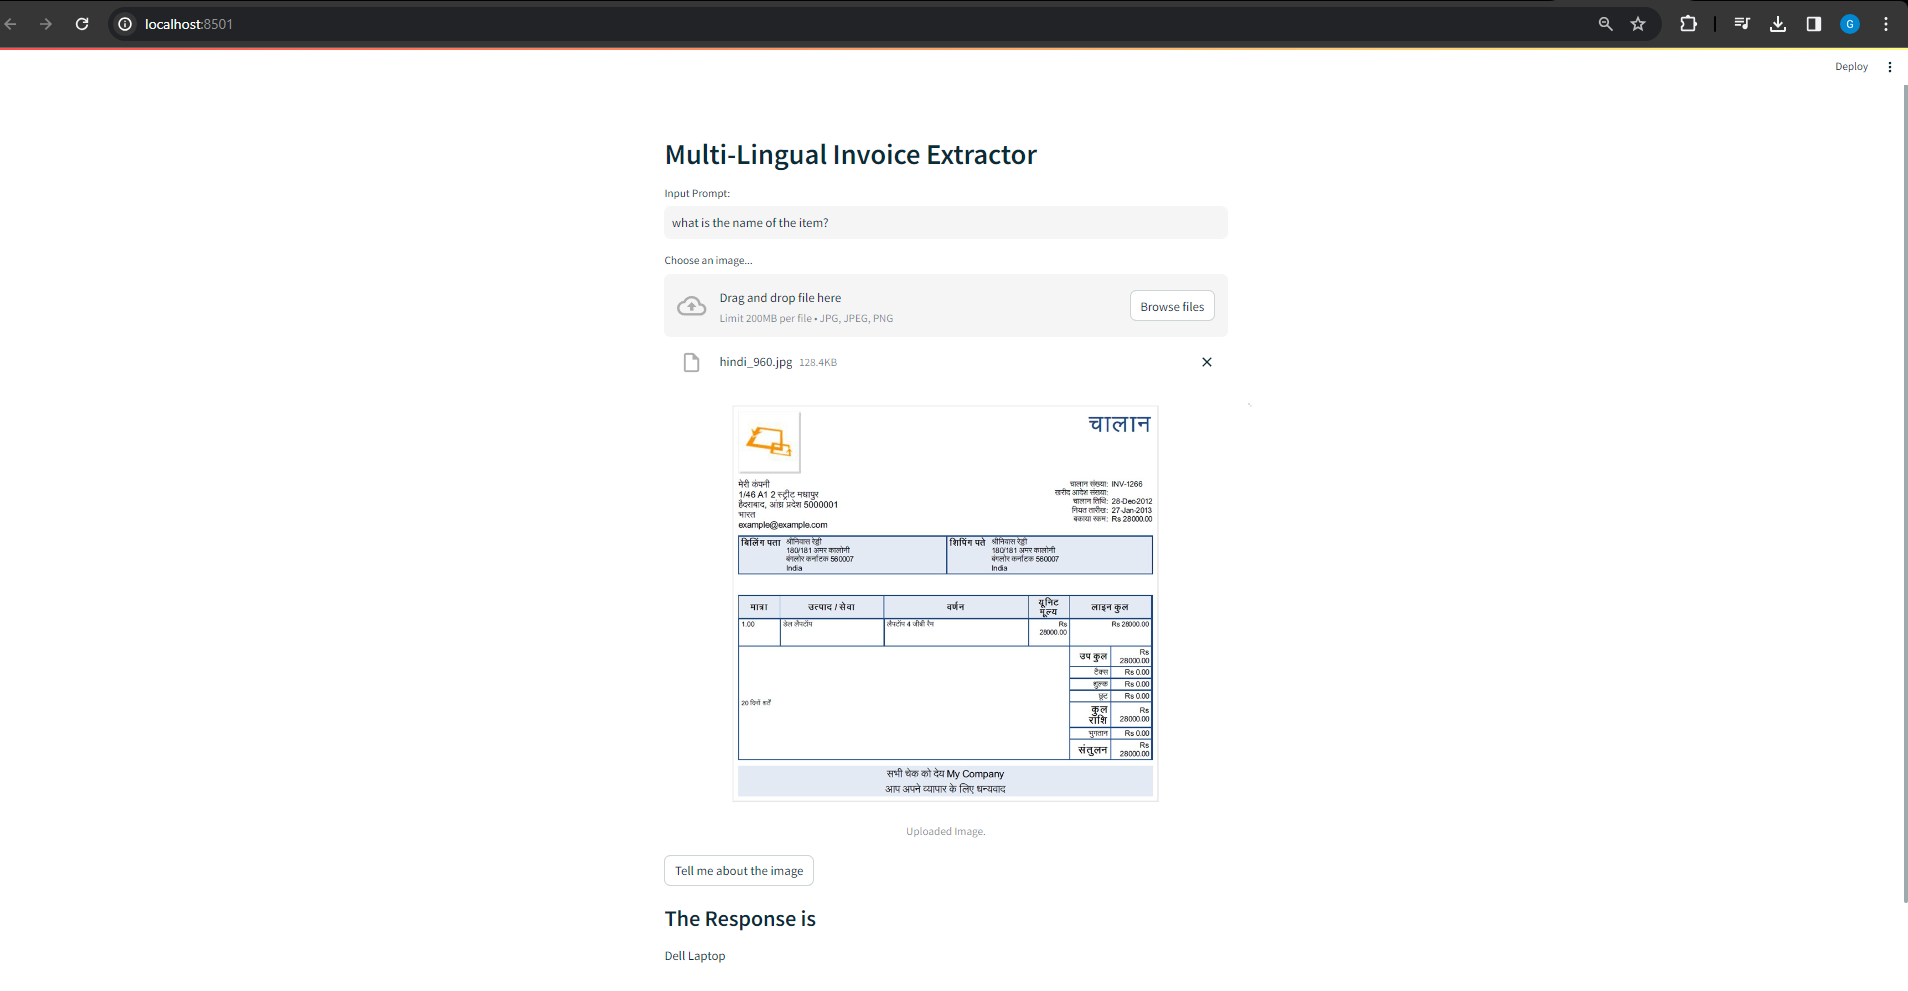 localhost:8501
G
Deploy
Multi-Lingual Invoice Extractor
Input Prompt:
what is the name of the item?
Choose an image...
Drag and drop file here
Limit 200MB per file • JPG, JPEG, PNG
Browse files
hindi_960.jpg 128.4KB
चालान
मेरी कंपनी
1/46 A1 2 स्ट्रीट मधापुर
हैदराबाद, आंध्र प्रदेश 5000001
भारत
example@example.com
चालान संख्या: INV-1266
खरीद आदेश संख्या:
चालान तिथि: 28-Dec-2012
नियत तारीख: 27-Jan-2013
बकाया रकम: Rs 28000.00
बिलिंग पता श्रीनिवास रेड्डी
180/181 अमर कालोनी
बंगलोर कर्नाटक 560007
India
शिपिंग पते श्रीनिवास रेड्डी
180/181 अमर कालोनी
बंगलोर कर्नाटक 560007
India
मात्रा उत्पाद / सेवा वर्णन यूनिट मूल्य लाइन कुल
1.00 डेल लैपटॉप लैपटॉप 4 जीबी रैम Rs 28000.00 Rs 28000.00
उप कुल Rs 28000.00
टैक्स Rs 0.00
शुल्क Rs 0.00
छूट Rs 0.00
कुल राशि Rs 28000.00
भुगतान Rs 0.00
संतुलन Rs 28000.00
20 दिनों शर्तें
सभी चेक को देय My Company
आप अपने व्यापार के लिए धन्यवाद
Uploaded Image.
Tell me about the image
The Response is
Dell Laptop